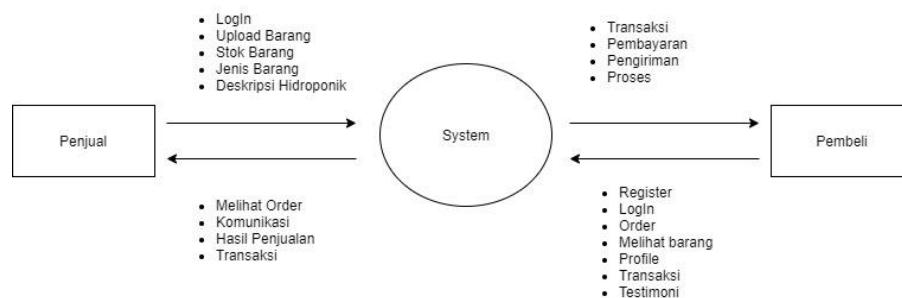 LogIn
Upload Barang
Stok Barang
Jenis Barang
Deskripsi Hidroponik
Transaksi
Pembayaran
Pengiriman
Proses
Penjual
System
Pembeli
Melihat Order
Komunikasi
Hasil Penjualan
Transaksi
Register
LogIn
Order
Melihat barang
Profile
Transaksi
Testimoni